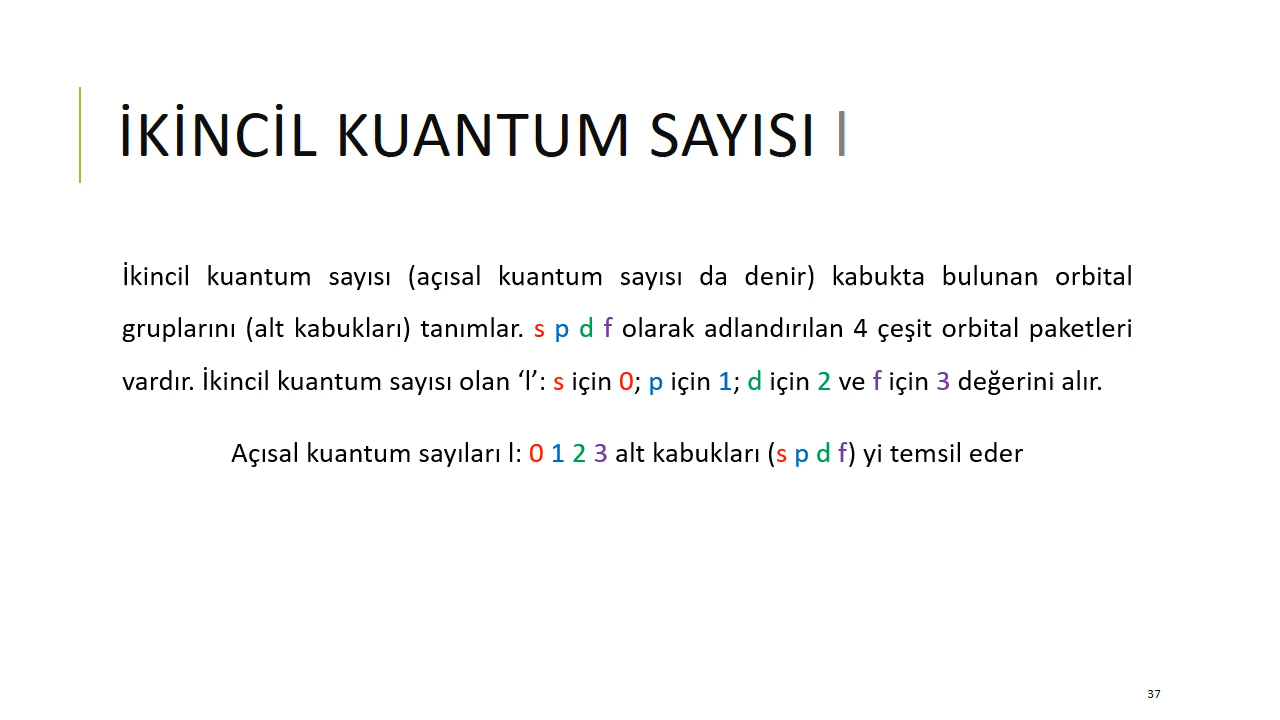 İKİNCİL KUANTUM SAYISI l
İkincil kuantum sayısı (açısal kuantum sayısı da denir) kabukta bulunan orbital
gruplarını (alt kabukları) tanımlar. s p d f olarak adlandırılan 4 çeşit orbital paketleri
vardır. İkincil kuantum sayısı olan ‘l’: s için 0; p için 1; d için 2 ve f için 3 değerini alır.
Açısal kuantum sayıları l: 0 1 2 3 alt kabukları (s p d f) yi temsil eder
37